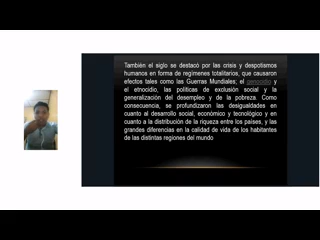 También el siglo se destacó por las crisis y despotismos
humanos en forma de regímenes totalitarios, que causaron
efectos tales como las Guerras Mundiales; el genocidio y
el etnocidio, las políticas de exclusión social y la
generalización del desempleo y de la pobreza. Como
consecuencia, se profundizaron las desigualdades en
cuanto al desarrollo social, económico y tecnológico y en
cuanto a la distribución de la riqueza entre los países, y las
grandes diferencias en la calidad de vida de los habitantes
de las distintas regiones del mundo